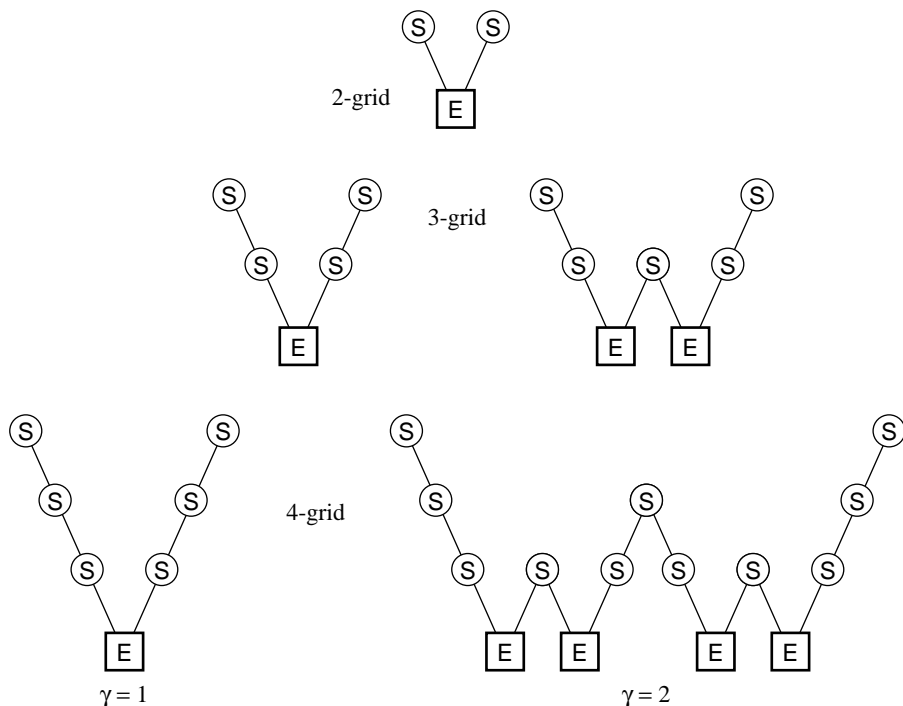 S S
2-grid E
S S 3-grid S S
S S S S S
E E E
S S S S
S S 4-grid S S S
S S S S S S S S
E E E E E
γ = 1 γ = 2